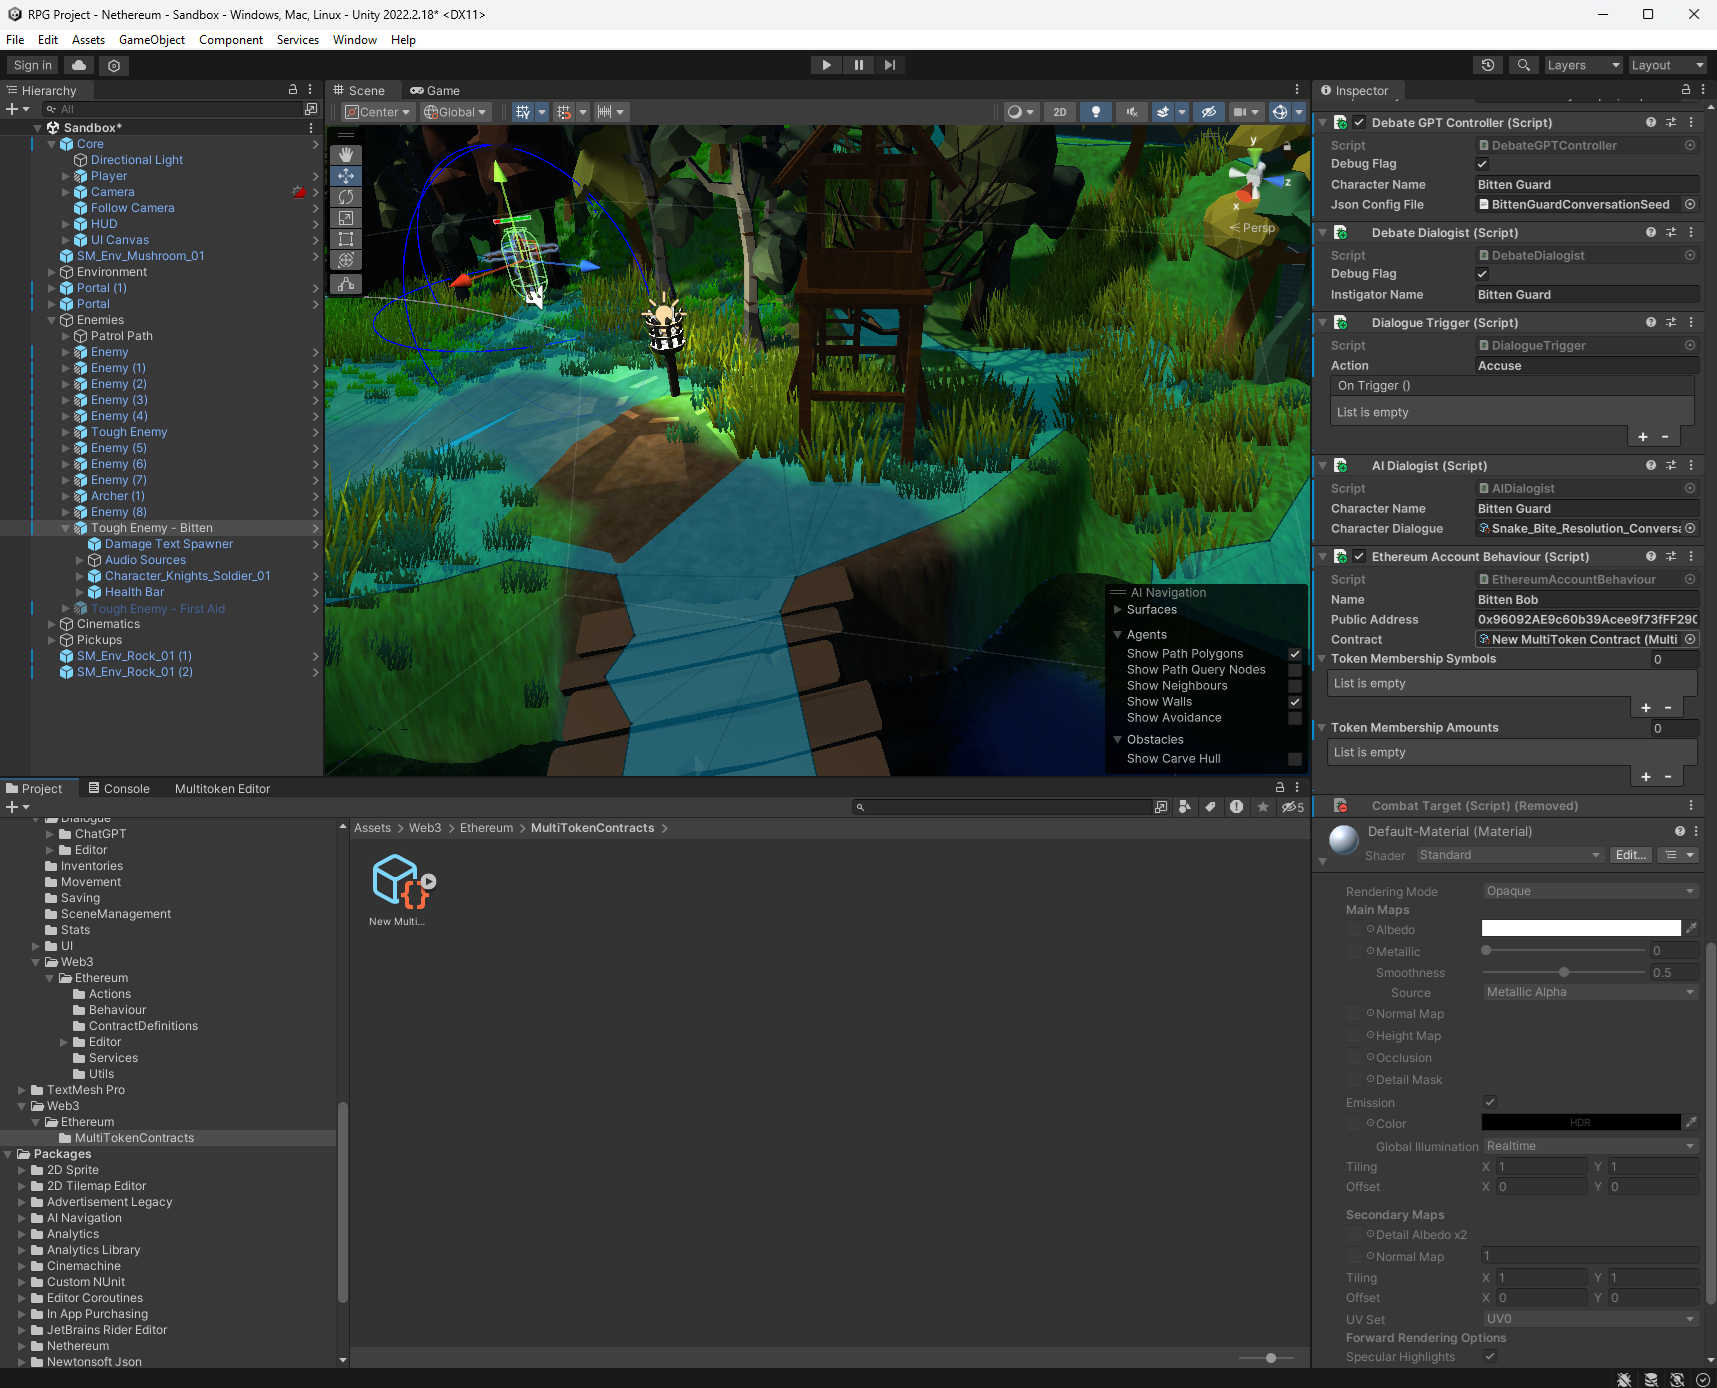 RPG Project - Nethereum - Sandbox - Windows, Mac, Linux - Unity 2022.2.18* <DX11>
File Edit Assets GameObject Component Services Window Help
Sign in
Layers
Layout
Hierarchy
All
Sandbox*
Core
Directional Light
Player
Camera
Follow Camera
HUD
UI Canvas
SM_Env_Mushroom_01
Environment
Portal (1)
Portal
Enemies
Patrol Path
Enemy
Enemy (1)
Enemy (2)
Enemy (3)
Enemy (4)
Tough Enemy
Enemy (5)
Enemy (6)
Enemy (7)
Archer (1)
Enemy (8)
Tough Enemy - Bitten
Damage Text Spawner
Audio Sources
Character_Knights_Soldier_01
Health Bar
Tough Enemy - First Aid
Cinematics
Pickups
SM_Env_Rock_01 (1)
SM_Env_Rock_01 (2)
Scene
Game
Center
Global
2D
y
z
x
Persp
AI Navigation
Surfaces
Agents
Show Path Polygons
Show Path Query Nodes
Show Neighbours
Show Walls
Show Avoidance
Obstacles
Show Carve Hull
Inspector
Debate GPT Controller (Script)
Script DebateGPTController
Debug Flag
Character Name Bitten Guard
Json Config File BittenGuardConversationSeed
Debate Dialogist (Script)
Script DebateDialogist
Debug Flag
Instigator Name Bitten Guard
Dialogue Trigger (Script)
Script DialogueTrigger
Action Accuse
On Trigger ()
List is empty
+ -
AI Dialogist (Script)
Script AIDialogist
Character Name Bitten Guard
Character Dialogue Snake_Bite_Resolution_Conversa
Ethereum Account Behaviour (Script)
Script EthereumAccountBehaviour
Name Bitten Bob
Public Address 0x96092AE9c60b39Acee9f73fFF290
Contract New MultiToken Contract (Multi
Token Membership Symbols 0
List is empty
+ -
Token Membership Amounts 0
List is empty
+ -
Combat Target (Script) (Removed)
Default-Material (Material)
Shader Standard Edit...
Rendering Mode Opaque
Main Maps
Albedo
Metallic 0
Smoothness 0.5
Source Metallic Alpha
Normal Map
Height Map
Occlusion
Detail Mask
Emission
Color HDR
Global Illumination Realtime
Tiling X 1 Y 1
Offset X 0 Y 0
Secondary Maps
Detail Albedo x2
Normal Map 1
Tiling X 1 Y 1
Offset X 0 Y 0
UV Set UV0
Forward Rendering Options
Specular Highlights
Project
Console
Multitoken Editor
5
Dialogue
ChatGPT
Editor
Inventories
Movement
Saving
SceneManagement
Stats
UI
Web3
Ethereum
Actions
Behaviour
ContractDefinitions
Editor
Services
Utils
TextMesh Pro
Web3
Ethereum
MultiTokenContracts
Packages
2D Sprite
2D Tilemap Editor
Advertisement Legacy
AI Navigation
Analytics
Analytics Library
Cinemachine
Custom NUnit
Editor Coroutines
In App Purchasing
JetBrains Rider Editor
Nethereum
Newtonsoft Json
Assets > Web3 > Ethereum > MultiTokenContracts >
New Multi...